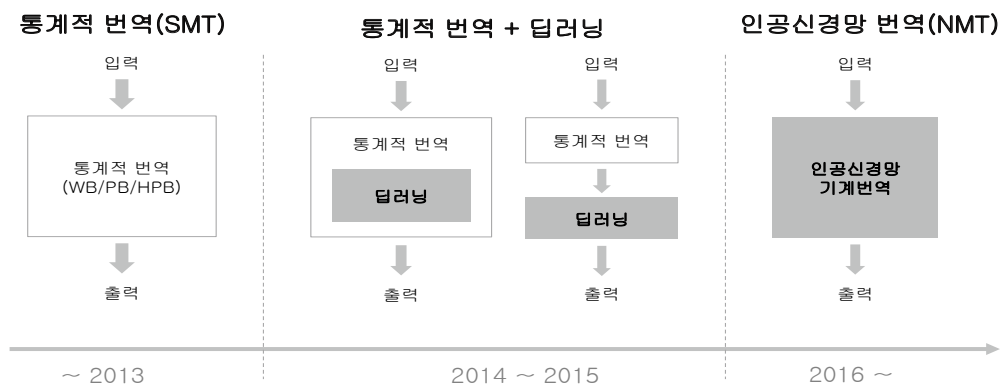 통계적 번역(SMT)
입력
통계적 번역
(WB/PB/HPB)
출력
~ 2013
통계적 번역 + 딥러닝
입력
통계적 번역
딥러닝
출력
입력
통계적 번역
딥러닝
출력
2014 ~ 2015
인공신경망 번역(NMT)
입력
인공신경망
기계번역
출력
2016 ~